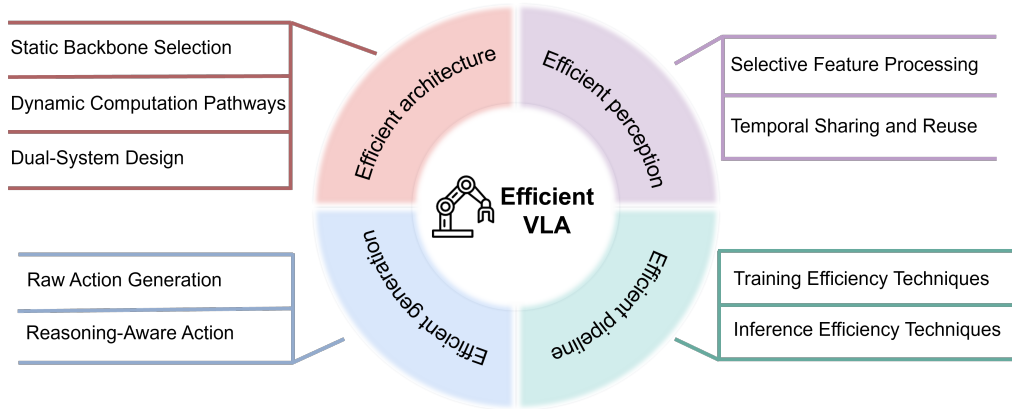 Static Backbone Selection
Dynamic Computation Pathways
Dual-System Design
Efficient architecture
Efficient perception
Selective Feature Processing
Temporal Sharing and Reuse
Efficient
VLA
Raw Action Generation
Reasoning-Aware Action
Efficient generation
Efficient pipeline
Training Efficiency Techniques
Inference Efficiency Techniques